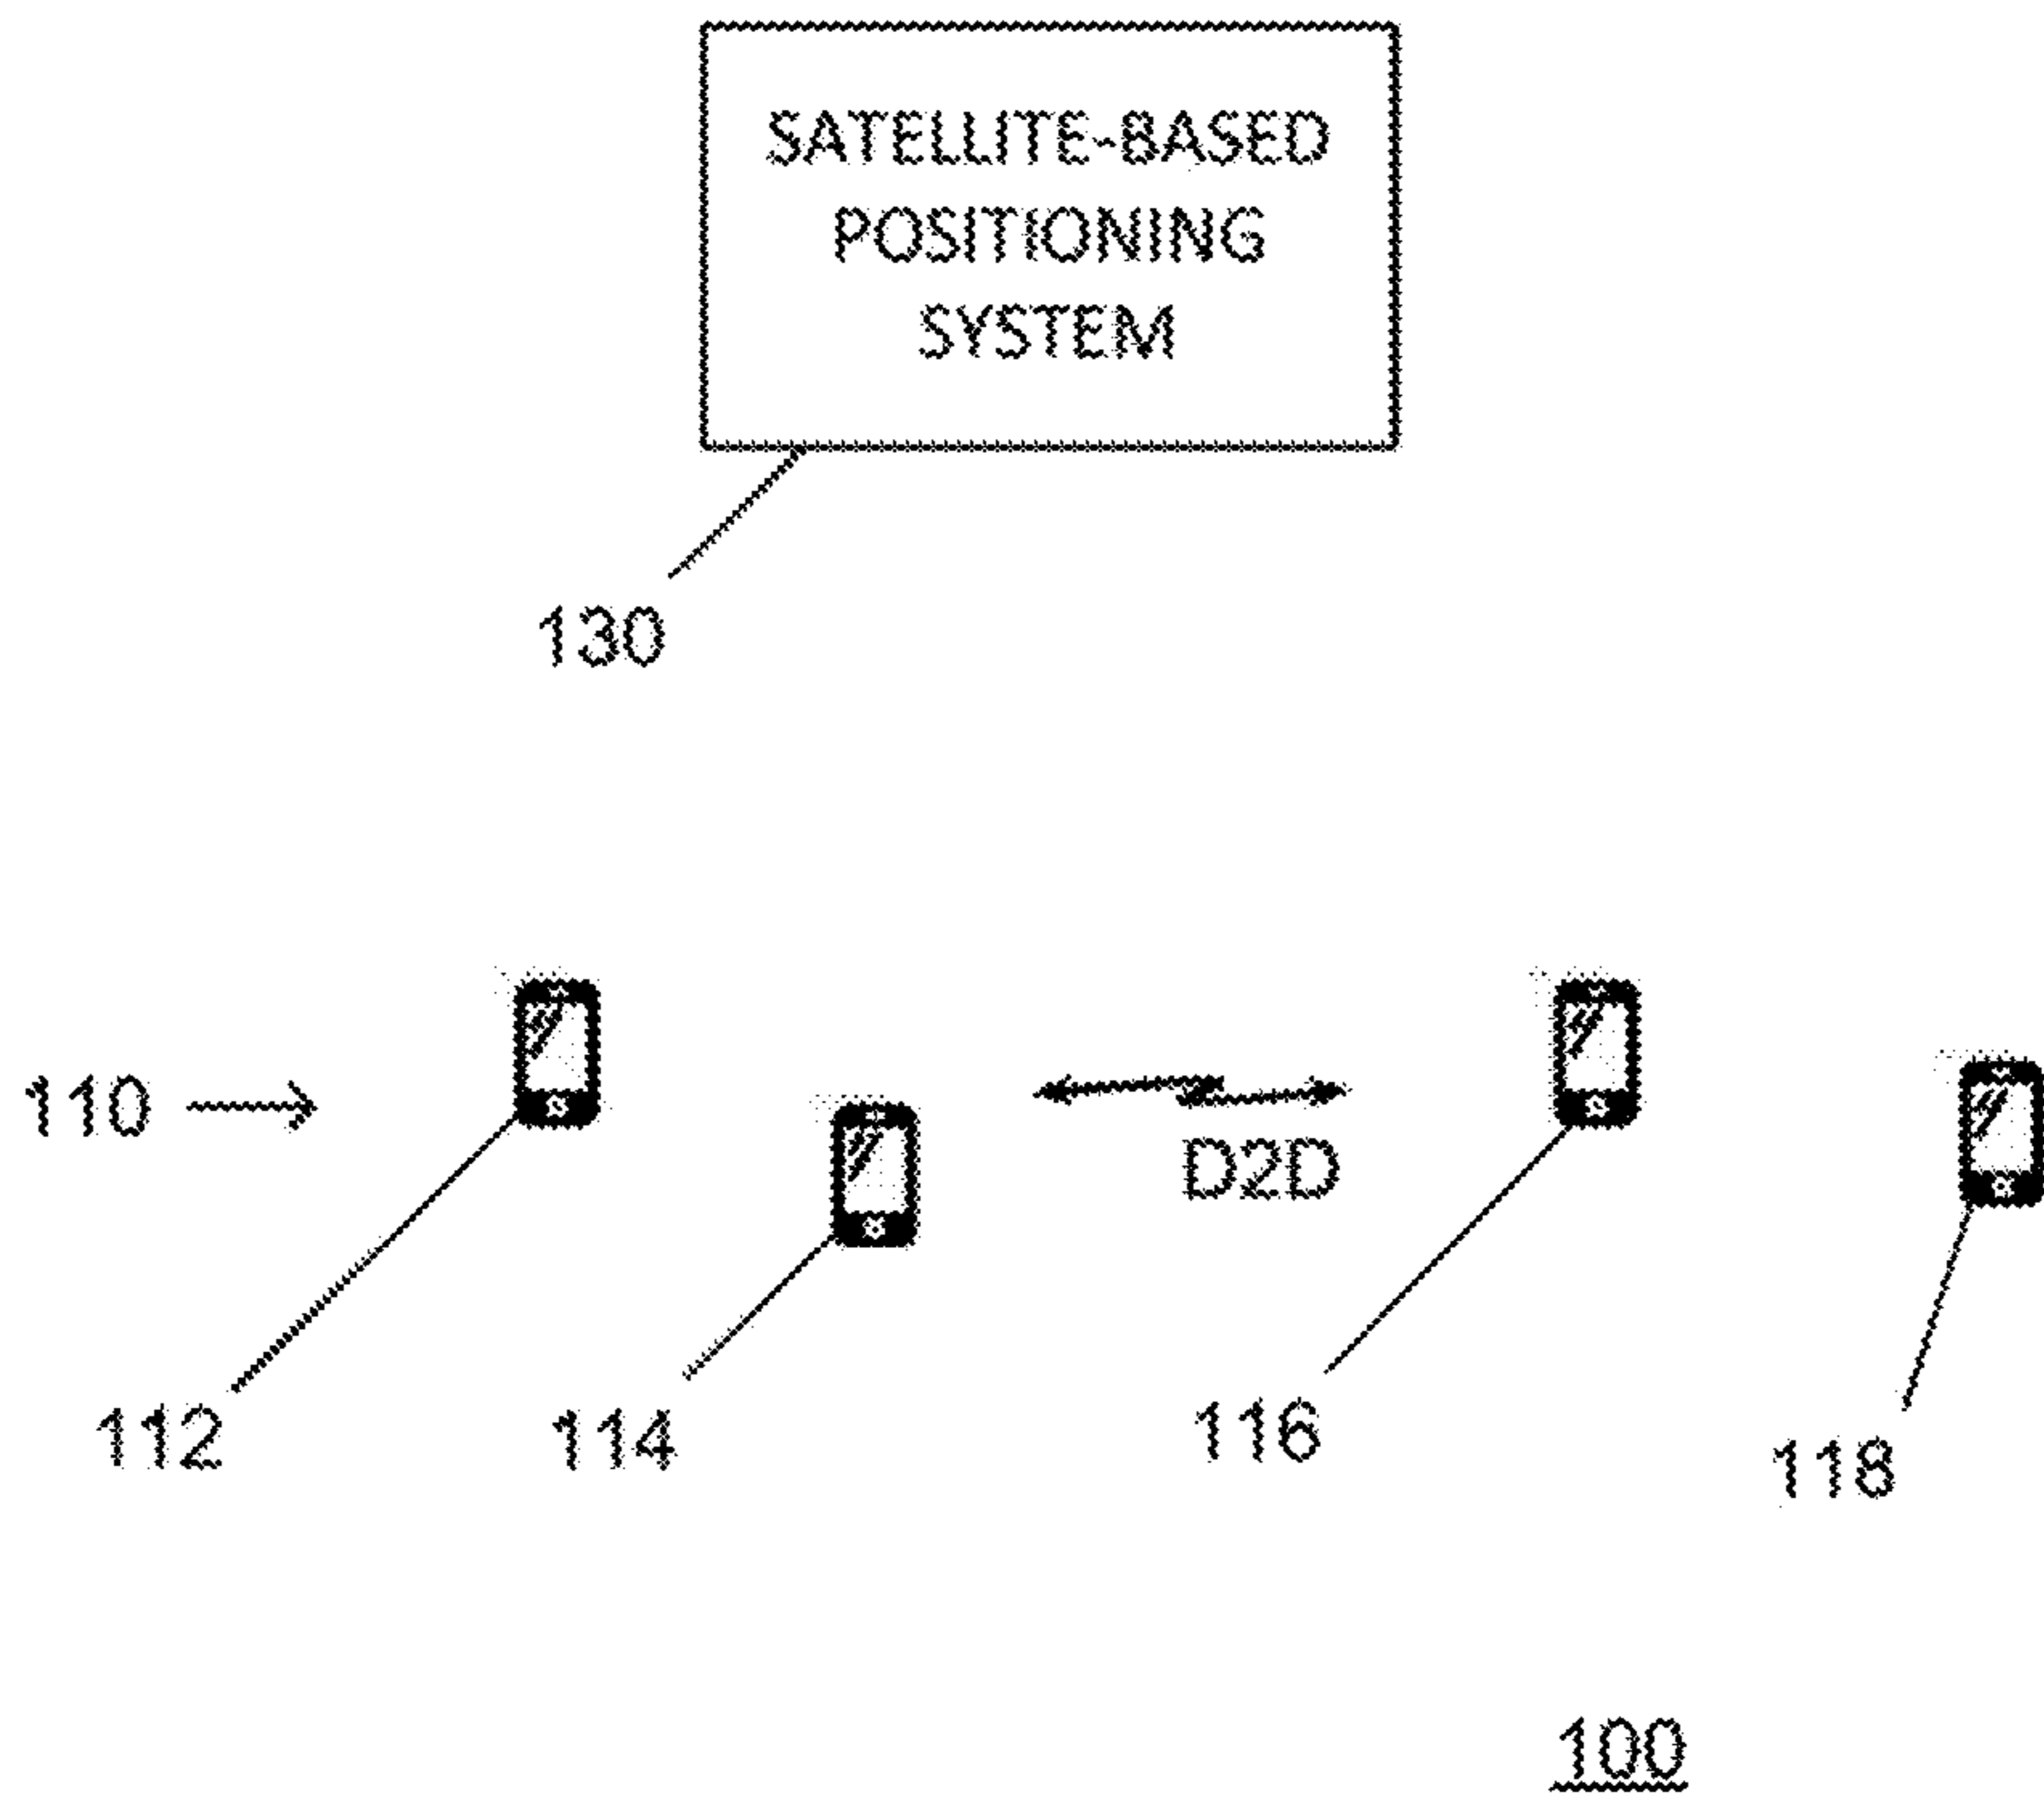 SATELLITE-BASED
POSITIONING
SYSTEM
130
110
D2D
112
114
116
118
100